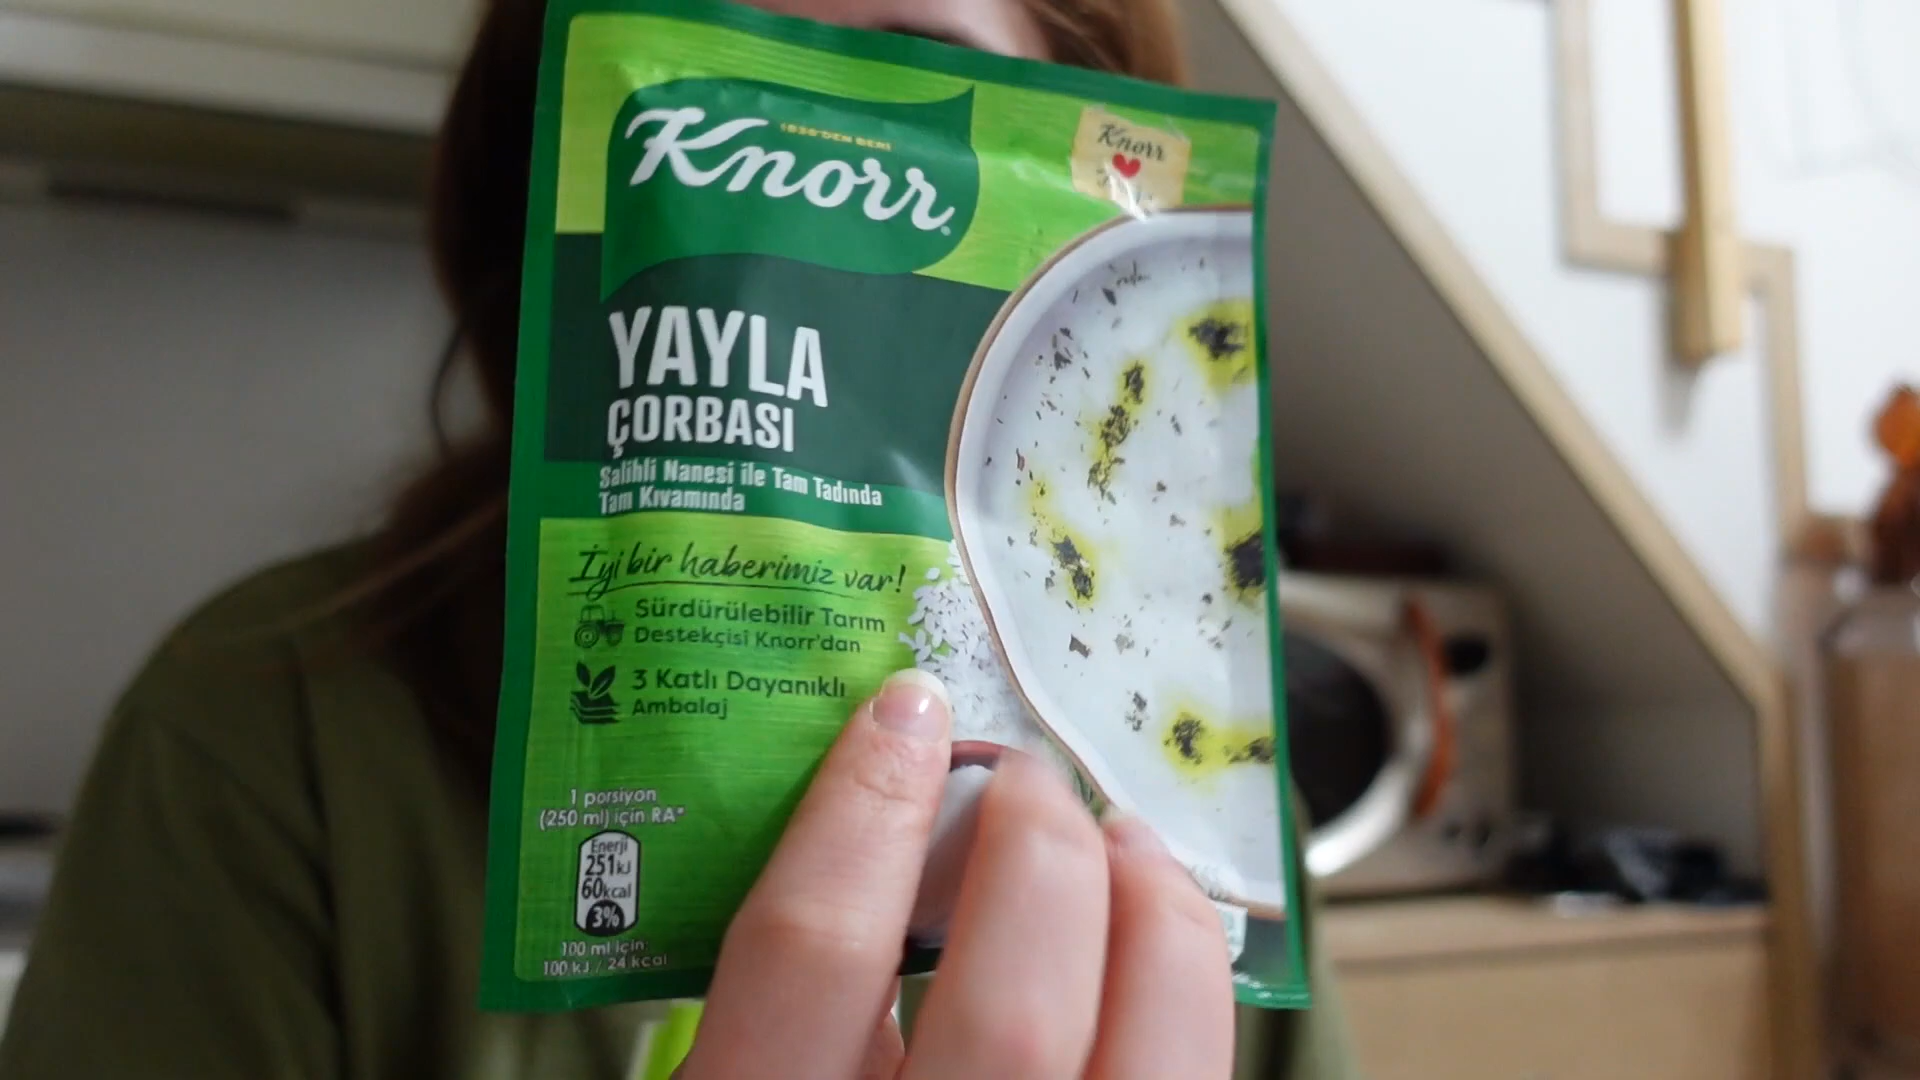 1838'DEN BERİ
Knorr
Knorr
YAYLA
ÇORBASI
Salihli Nanesi ile Tam Tadında
Tam Kıvamında
İyi bir haberimiz var!
Sürdürülebilir Tarım
Destekçisi Knorr'dan
3 Katlı Dayanıklı
Ambalaj
1 porsiyon
(250 ml) için RA*
Enerji
251kJ
60kcal
3%
100 ml için:
100 kJ / 24 kcal